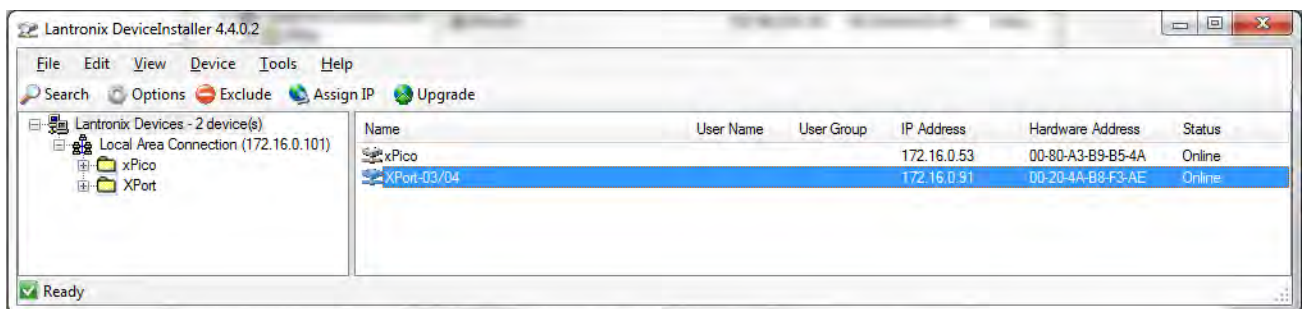 Lantronix DeviceInstaller 4.4.0.2
File Edit View Device Tools Help
Search Options Exclude Assign IP Upgrade
Lantronix Devices - 2 device(s)
Local Area Connection (172.16.0.101)
xPico
XPort
Name User Name User Group IP Address Hardware Address Status
xPico 172.16.0.53 00-80-A3-B9-B5-4A Online
XPort-03/04 172.16.0.91 00-20-4A-B8-F3-AE Online
Ready